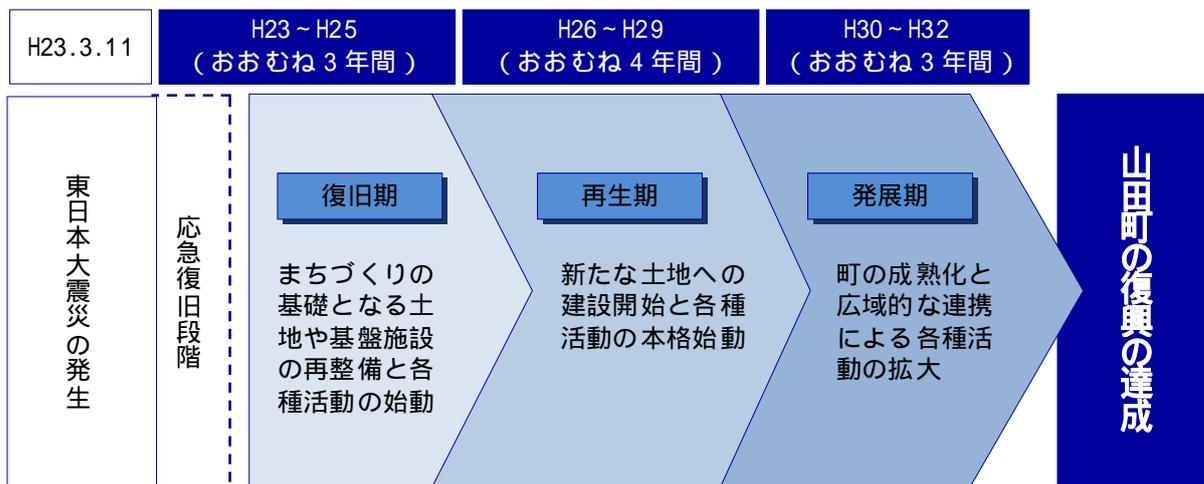 H23.3.11
H23～H25
（おおむね3年間）
H26～H29
（おおむね4年間）
H30～H32
（おおむね3年間）
東日本大震災の発生
応急復旧段階
復旧期
まちづくりの
基礎となる土
地や基盤施設
の再整備と各
種活動の始動
再生期
新たな土地への
建設開始と各種
活動の本格始動
発展期
町の成熟化と
広域的な連携
による各種活
動の拡大
山田町の復興の達成